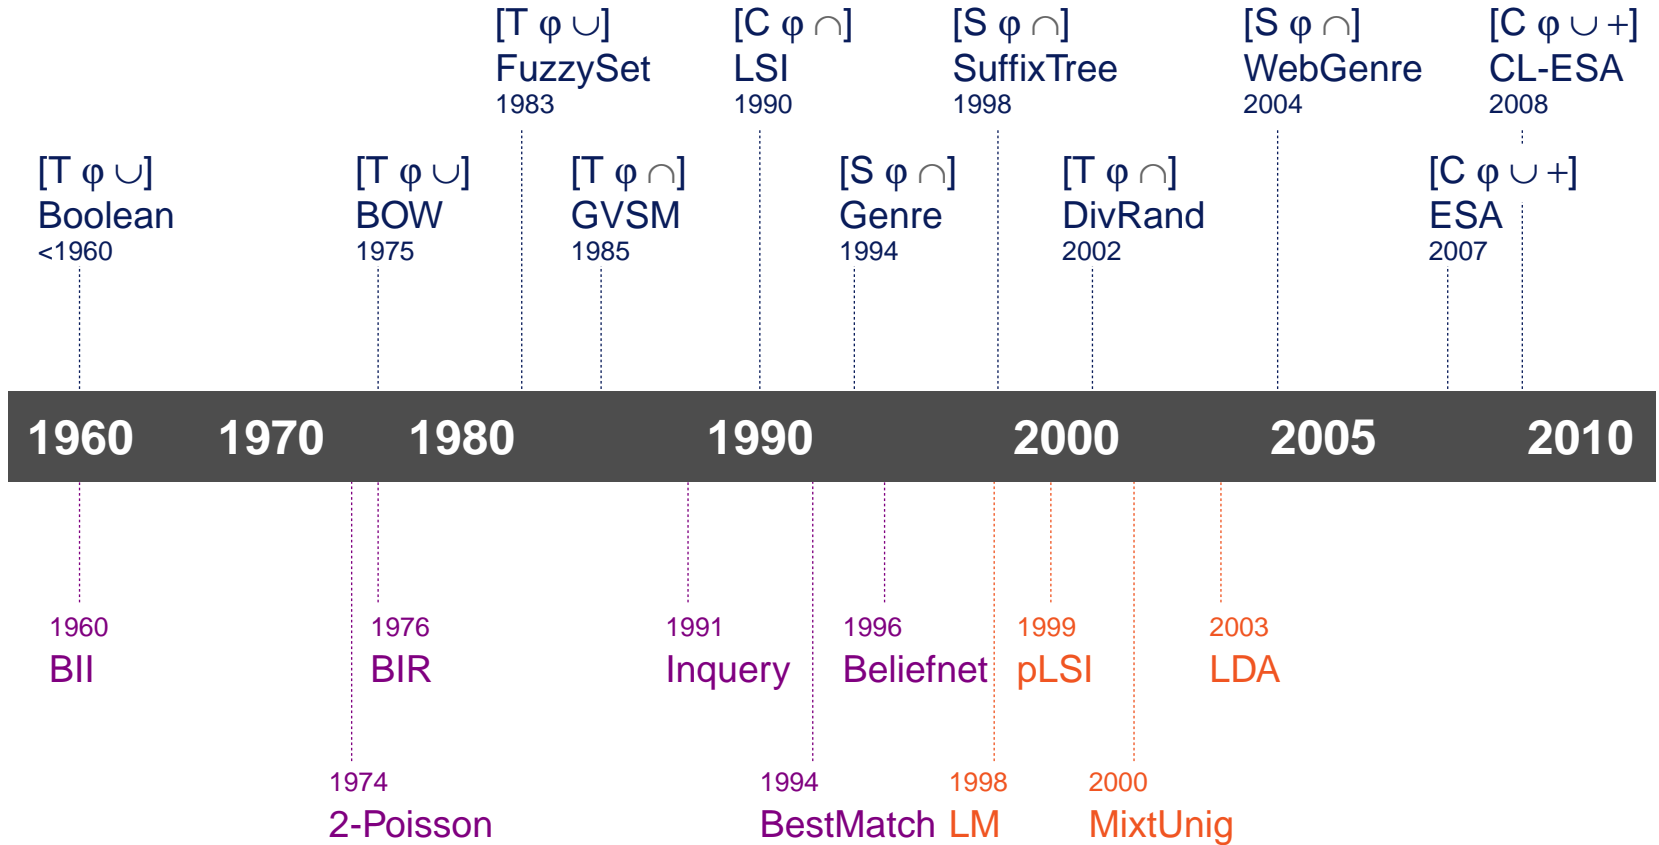 [T φ ∪]
FuzzySet
1983
[C φ ∩]
LSI
1990
[S φ ∩]
SuffixTree
1998
[S φ ∩]
WebGenre
2004
[C φ ∪ +]
CL-ESA
2008
[T φ ∪]
Boolean
<1960
[T φ ∪]
BOW
1975
[T φ ∩]
GVSM
1985
[S φ ∩]
Genre
1994
[T φ ∩]
DivRand
2002
[C φ ∪ +]
ESA
2007
1960 1970 1980 1990 2000 2005 2010
1960
BII
1976
BIR
1991
Inquery
1996
Beliefnet
1999
pLSI
2003
LDA
1974
2-Poisson
1994
BestMatch
1998
LM
2000
MixtUnig